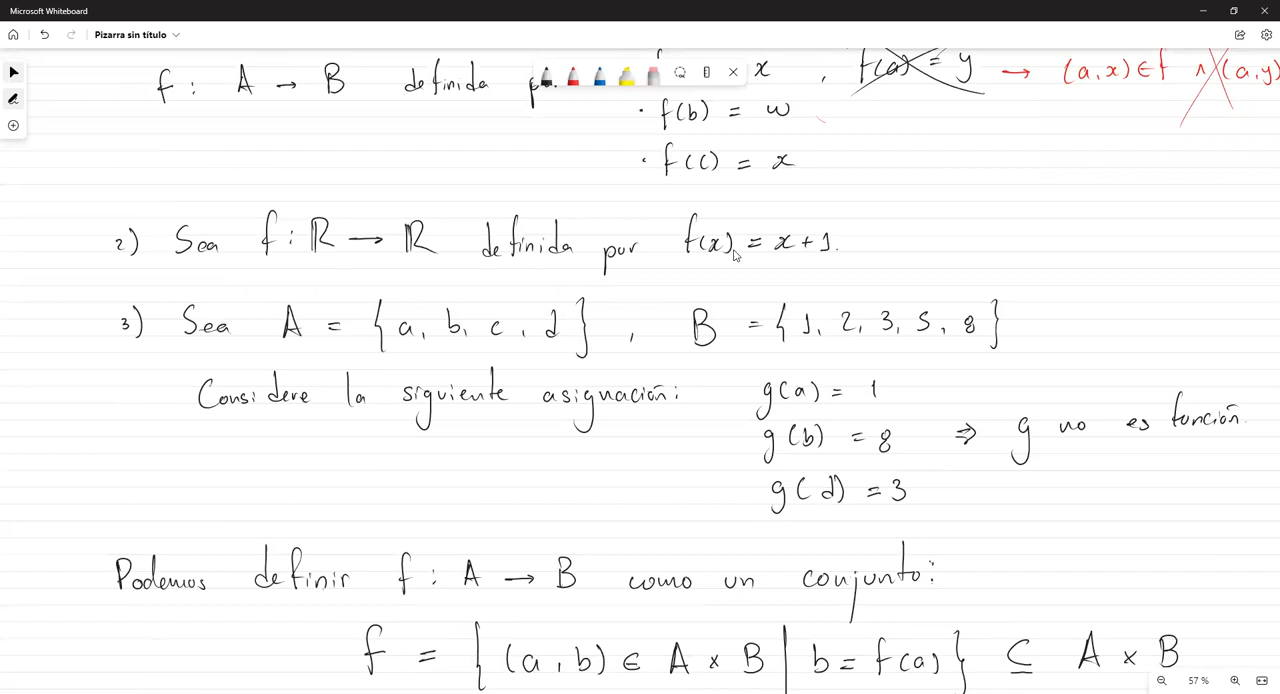 Microsoft Whiteboard
Pizarra sin título
f : A → B definida x , f(a) = y → (a,x) ∈ f ∧ (a,y)
· f(b) = w
· f(c) = x
2) Sea f : ℝ → ℝ definida por f(x) = x + 1.
3) Sea A = { a, b, c, d } , B = { 1, 2, 3, 5, 8 }
Considere la siguiente asignación: g(a) = 1
g(b) = 8 ⇒ g no es función.
g(d) = 3
Podemos definir f : A → B como un conjunto:
f = { (a, b) ∈ A × B | b = f(a) } ⊆ A × B
57 %